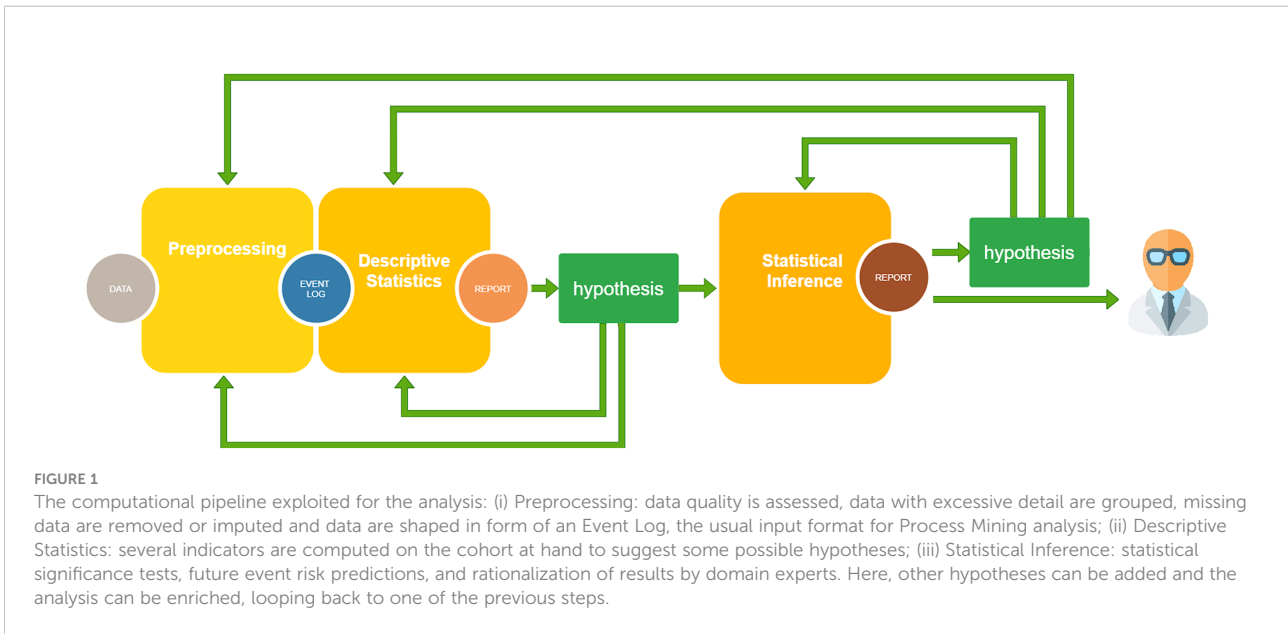 Preprocessing
DATA
EVENT
LOG
Descriptive
Statistics
REPORT
hypothesis
Statistical
Inference
REPORT
hypothesis
FIGURE 1
The computational pipeline exploited for the analysis: (i) Preprocessing: data quality is assessed, data with excessive detail are grouped, missing
data are removed or imputed and data are shaped in form of an Event Log, the usual input format for Process Mining analysis; (ii) Descriptive
Statistics: several indicators are computed on the cohort at hand to suggest some possible hypotheses; (iii) Statistical Inference: statistical
significance tests, future event risk predictions, and rationalization of results by domain experts. Here, other hypotheses can be added and the
analysis can be enriched, looping back to one of the previous steps.